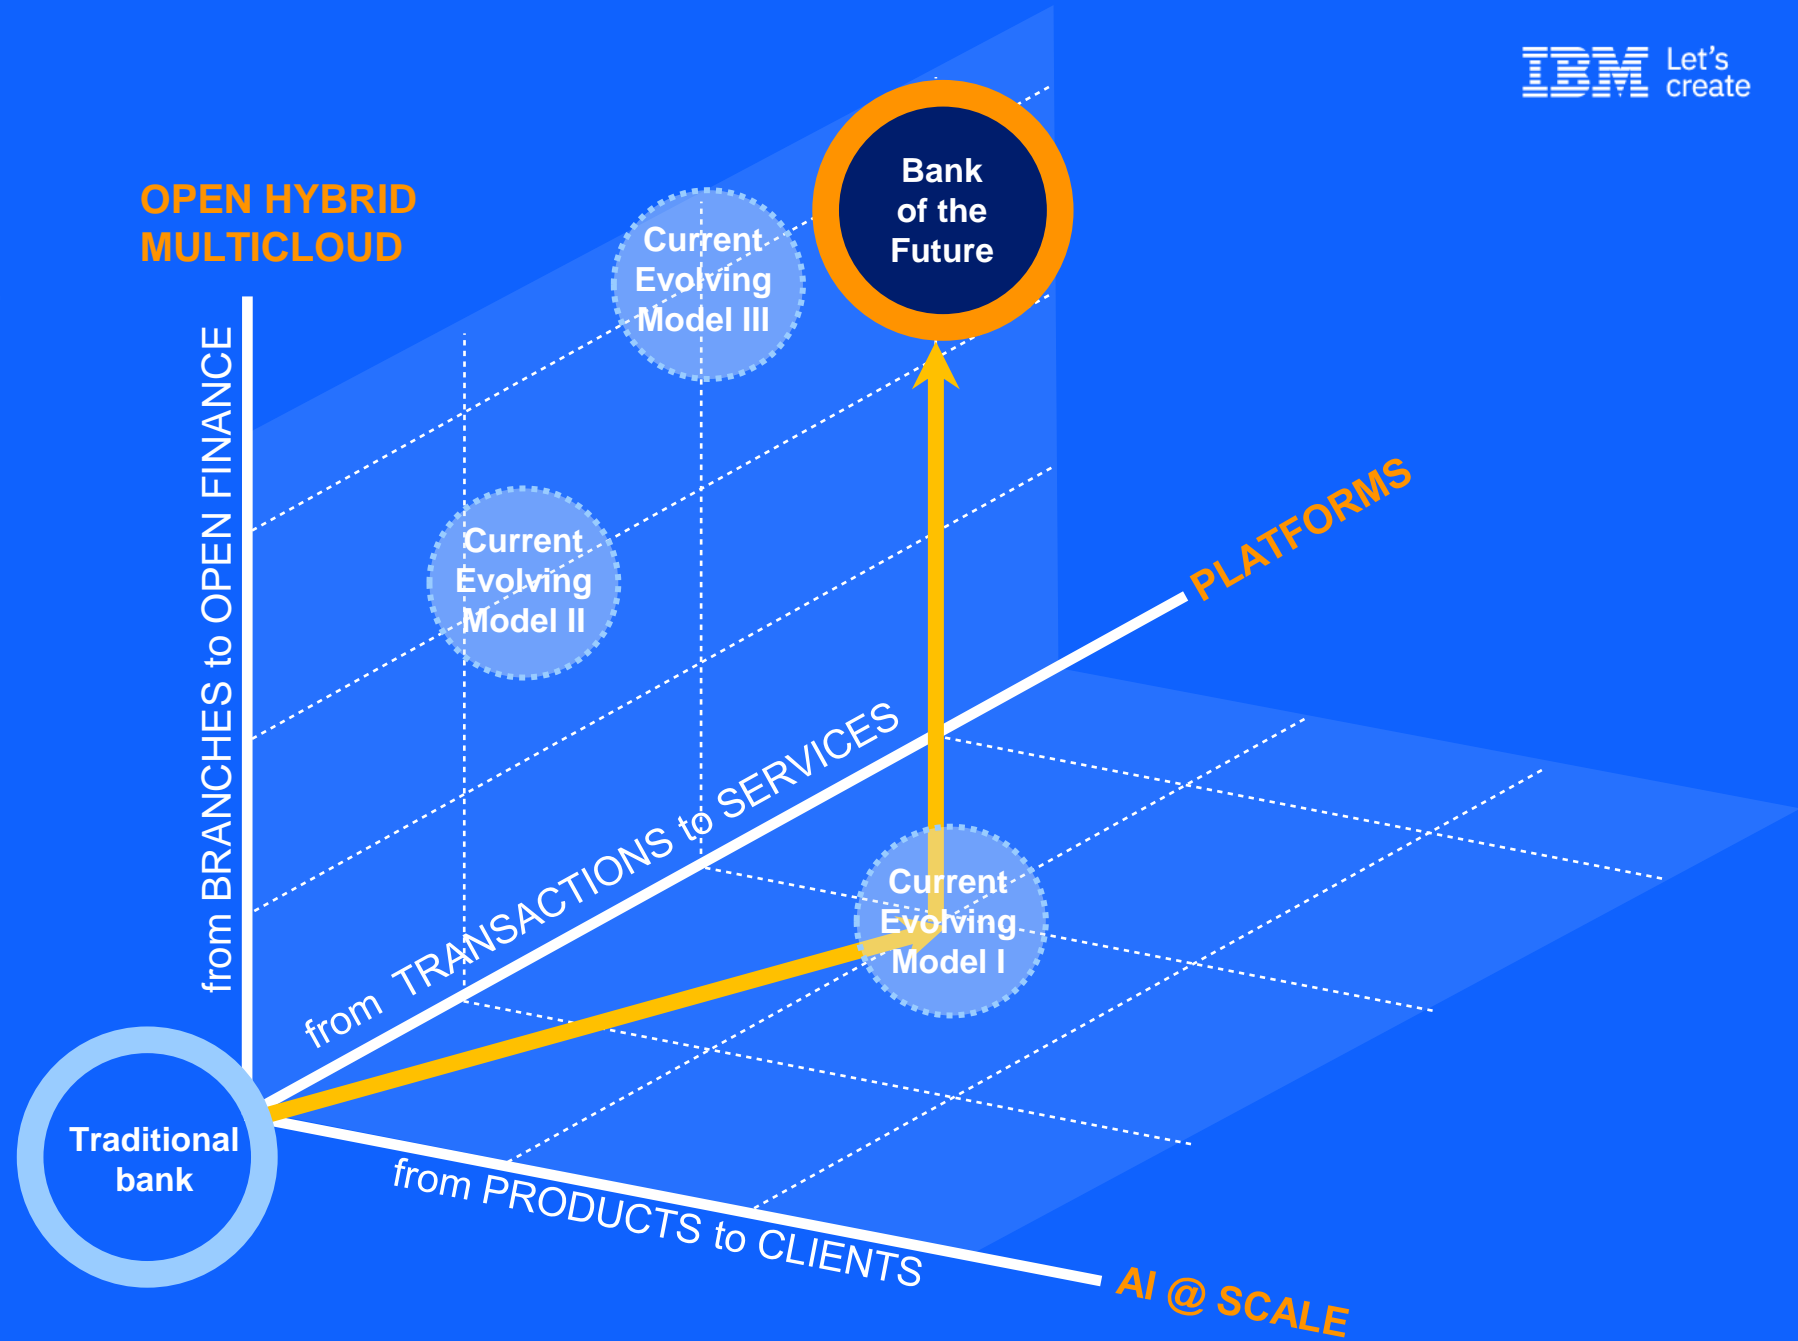 IBM Let's
create
OPEN HYBRID
MULTICLOUD
Bank
of the
Future
Current
Evolving
Model III
from BRANCHES to OPEN FINANCE
Current
Evolving
Model II
PLATFORMS
from TRANSACTIONS to SERVICES
Current
Evolving
Model I
Traditional
bank
from PRODUCTS to CLIENTS
AI @ SCALE